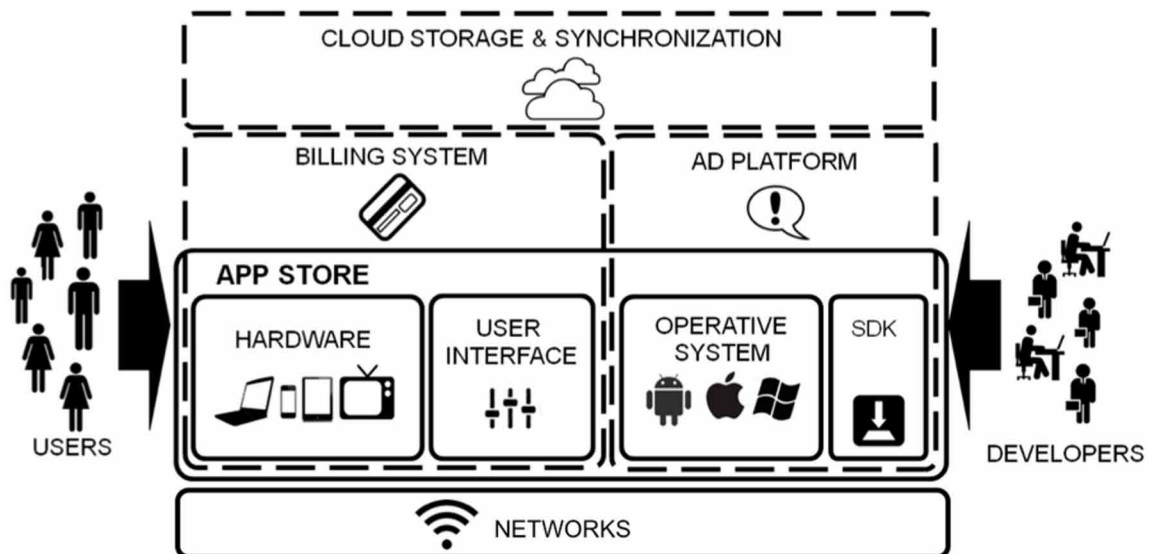 CLOUD STORAGE & SYNCHRONIZATION
BILLING SYSTEM
AD PLATFORM
APP STORE
HARDWARE
USER
INTERFACE
OPERATIVE
SYSTEM
SDK
USERS
DEVELOPERS
NETWORKS